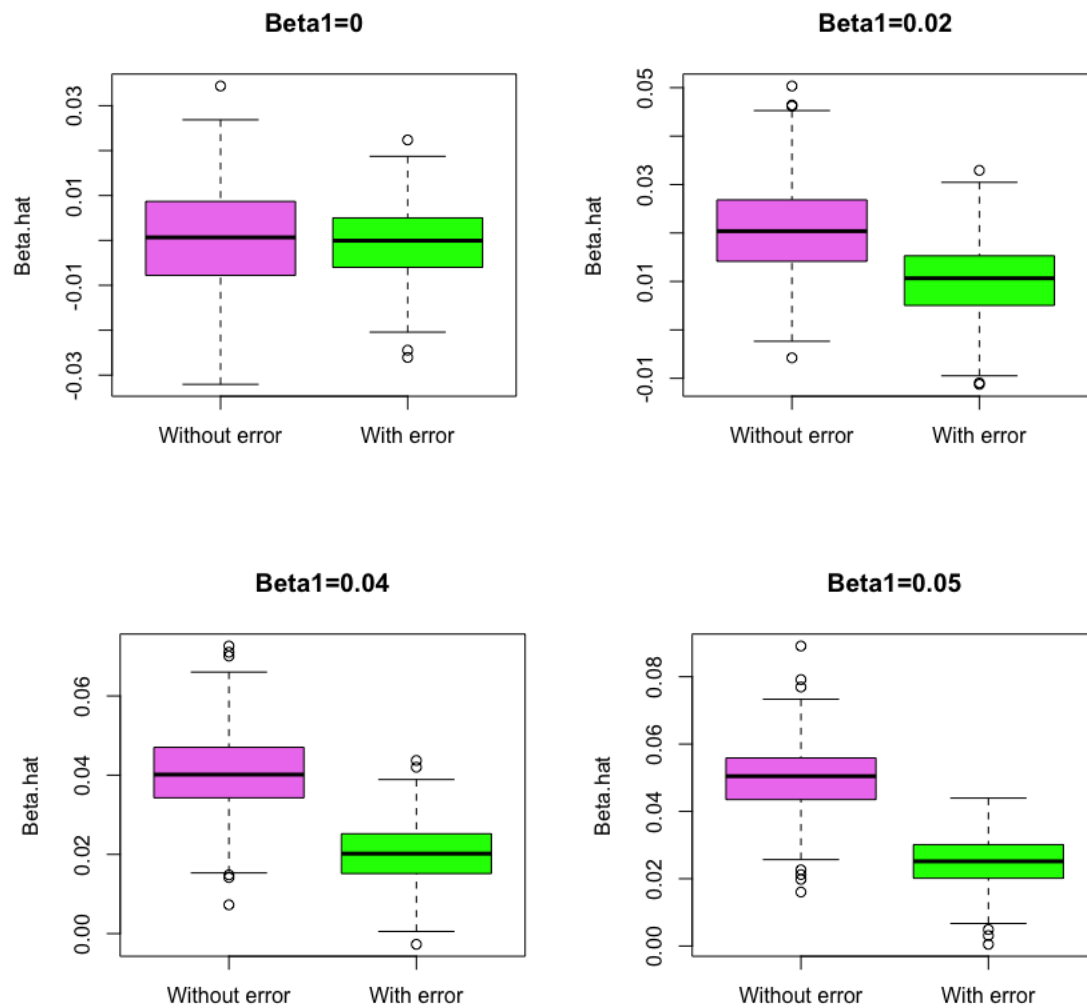 Beta1=0
Beta.hat
0.03
0.01
-0.01
-0.03
Without error
With error
Beta1=0.02
Beta.hat
0.05
0.03
0.01
-0.01
Without error
With error
Beta1=0.04
Beta.hat
0.06
0.04
0.02
0.00
Without error
With error
Beta1=0.05
Beta.hat
0.08
0.06
0.04
0.02
0.00
Without error
With error